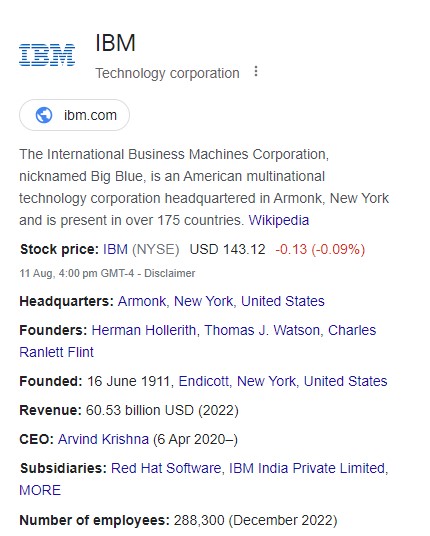 IBM
IBM
Technology corporation
ibm.com
The International Business Machines Corporation,
nicknamed Big Blue, is an American multinational
technology corporation headquartered in Armonk, New York
and is present in over 175 countries. Wikipedia
Stock price: IBM (NYSE) USD 143.12 -0.13 (-0.09%)
11 Aug, 4:00 pm GMT-4 - Disclaimer
Headquarters: Armonk, New York, United States
Founders: Herman Hollerith, Thomas J. Watson, Charles
Ranlett Flint
Founded: 16 June 1911, Endicott, New York, United States
Revenue: 60.53 billion USD (2022)
CEO: Arvind Krishna (6 Apr 2020–)
Subsidiaries: Red Hat Software, IBM India Private Limited,
MORE
Number of employees: 288,300 (December 2022)